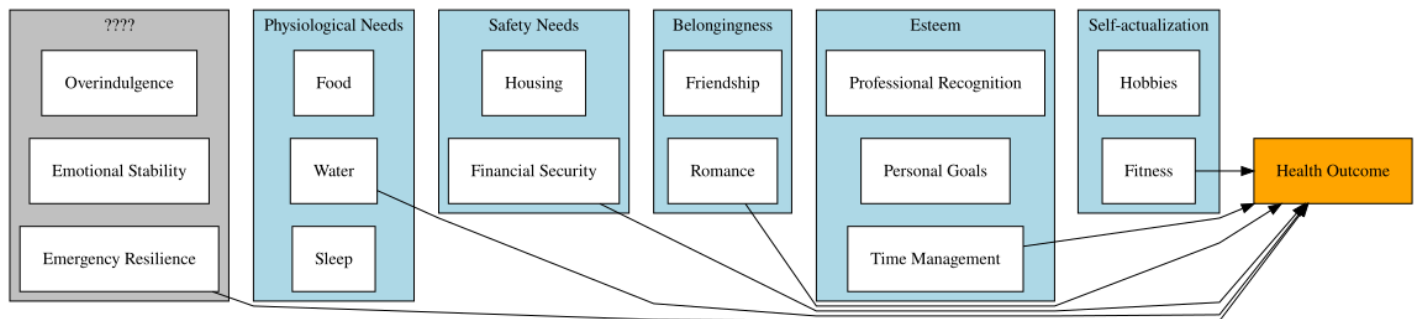 ????
Overindulgence
Emotional Stability
Emergency Resilience
Physiological Needs
Food
Water
Sleep
Safety Needs
Housing
Financial Security
Belongingness
Friendship
Romance
Esteem
Professional Recognition
Personal Goals
Time Management
Self-actualization
Hobbies
Fitness
Health Outcome